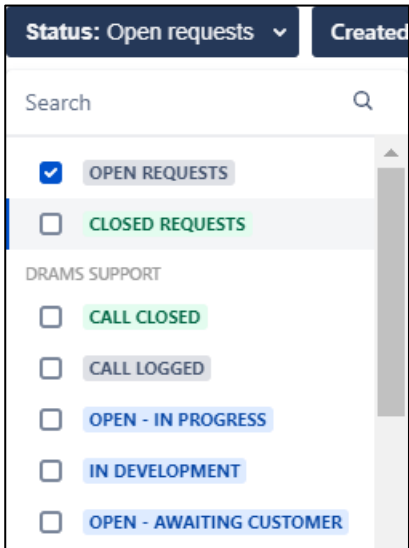 Status: Open requests Created
Search
OPEN REQUESTS
CLOSED REQUESTS
DRAMS SUPPORT
CALL CLOSED
CALL LOGGED
OPEN - IN PROGRESS
IN DEVELOPMENT
OPEN - AWAITING CUSTOMER